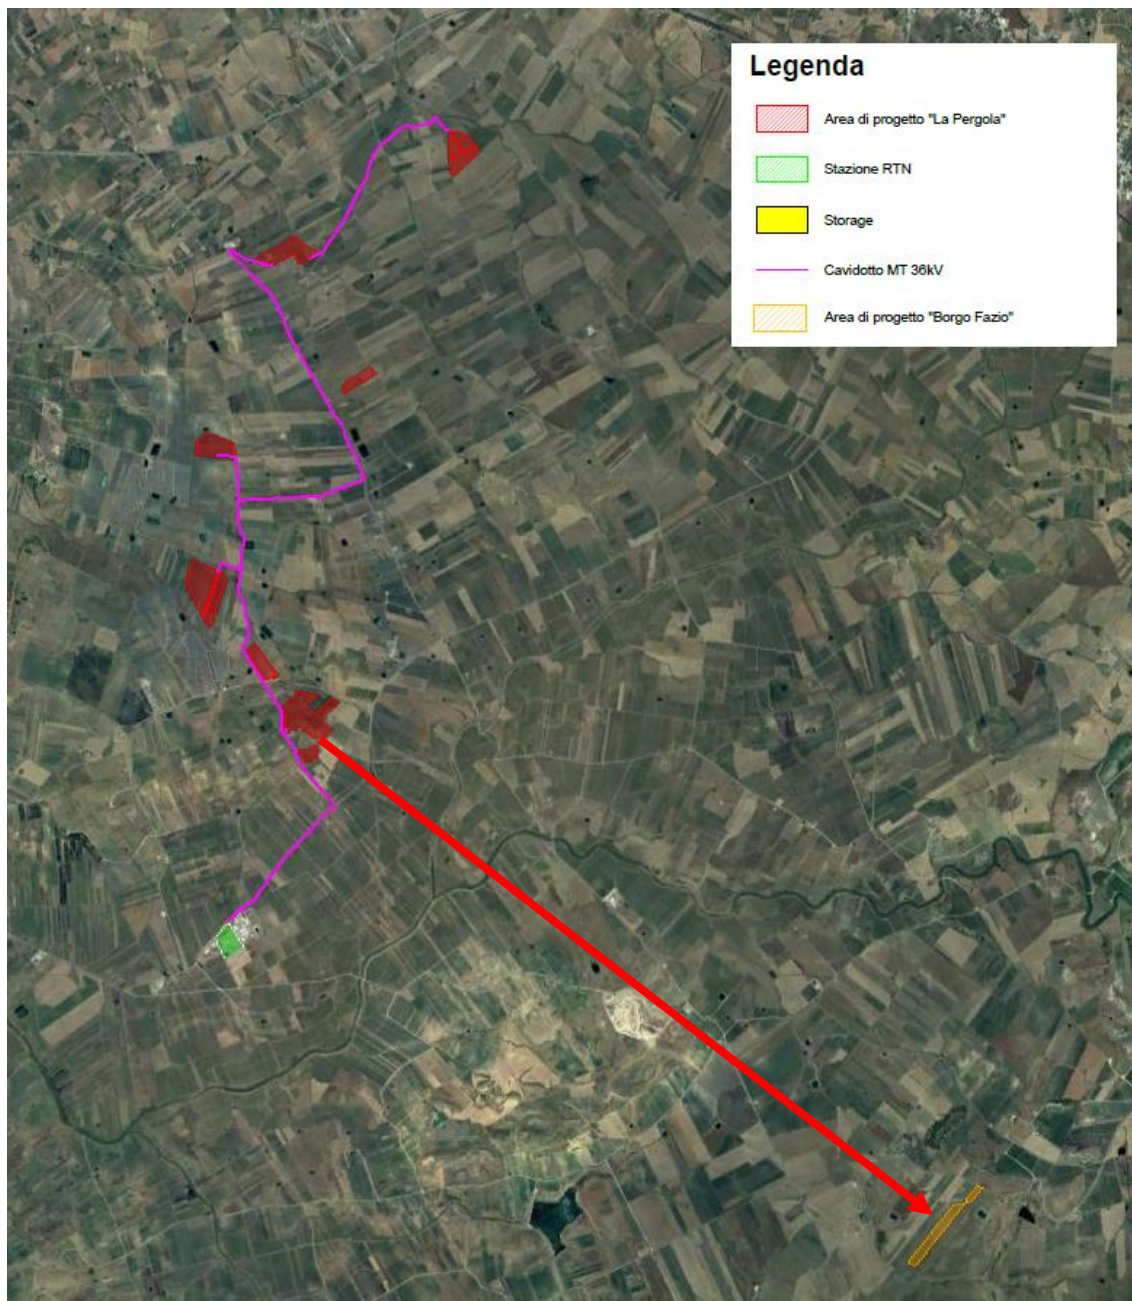 Legenda
Area di progetto "La Pergola"
Stazione RTN
Storage
Cavidotto MT 36kV
Area di progetto "Borgo Fazio"